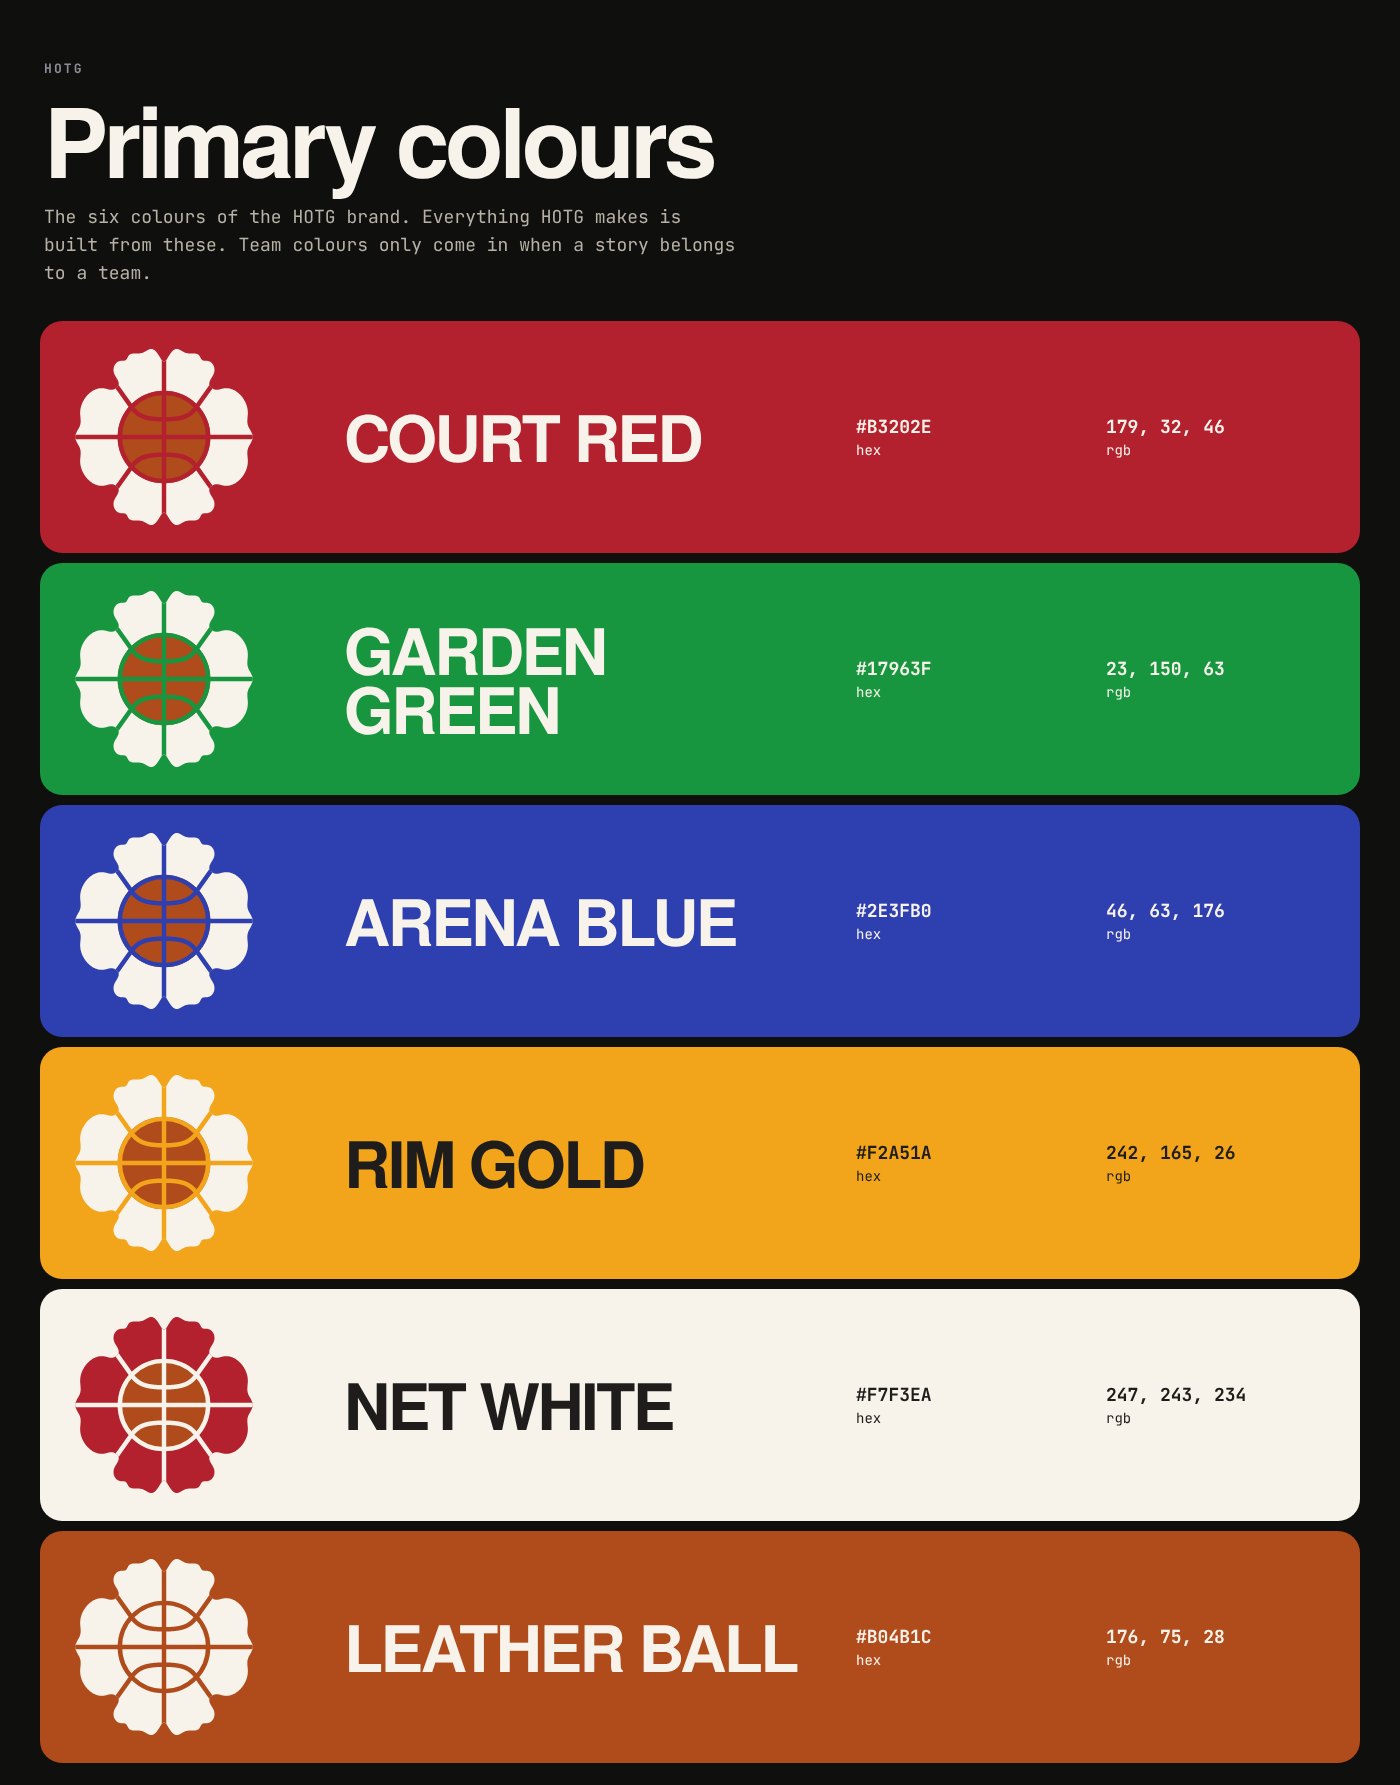 HOTG
Primary colours
The six colours of the HOTG brand. Everything HOTG makes is
built from these. Team colours only come in when a story belongs
to a team.
COURT RED
#B3202E
hex
179, 32, 46
rgb
GARDEN
GREEN
#17963F
hex
23, 150, 63
rgb
ARENA BLUE
#2E3FB0
hex
46, 63, 176
rgb
RIM GOLD
#F2A51A
hex
242, 165, 26
rgb
NET WHITE
#F7F3EA
hex
247, 243, 234
rgb
LEATHER BALL
#B04B1C
hex
176, 75, 28
rgb